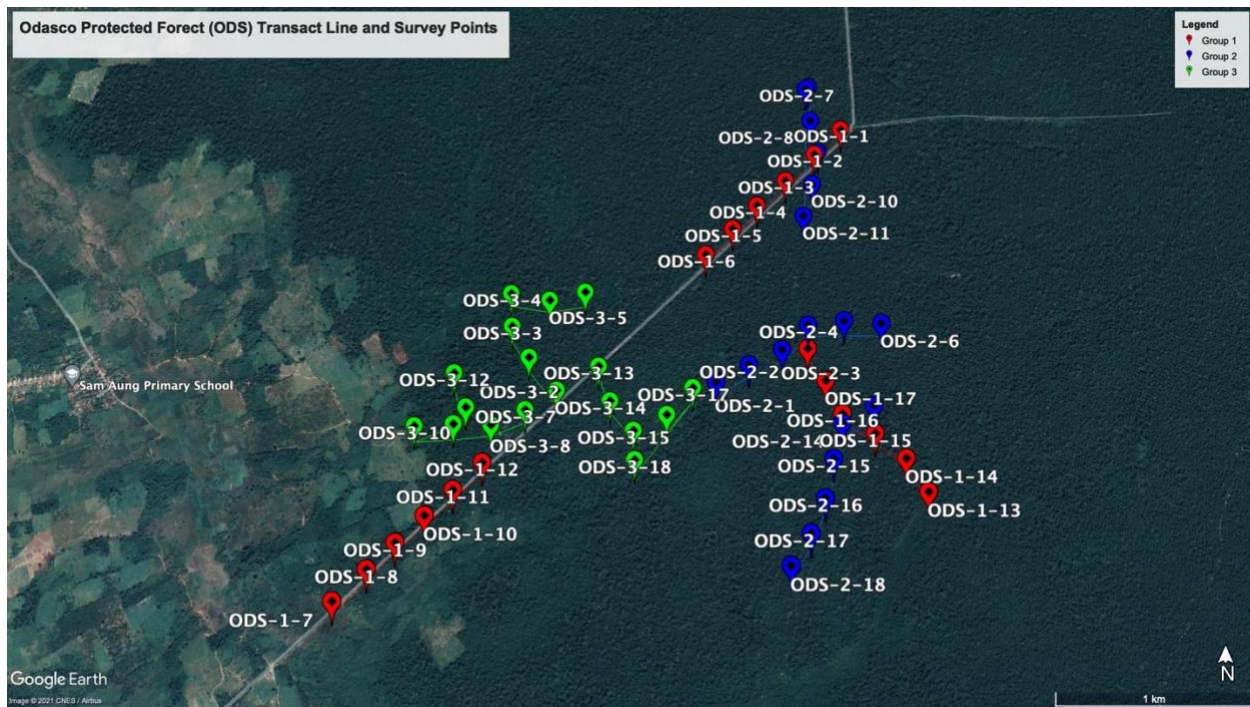 Odasco Protected Forest (ODS) Transact Line and Survey Points
Legend
Group 1
Group 2
Group 3
ODS-2-7
ODS-2-8
ODS-1-1
ODS-1-2
ODS-1-3
ODS-2-10
ODS-1-4
ODS-2-11
ODS-1-5
ODS-1-6
ODS-3-4
ODS-3-5
ODS-3-3
ODS-2-4
ODS-2-6
ODS-3-12
ODS-3-13
ODS-2-2
ODS-2-3
Sam Aung Primary School
ODS-3-2
ODS-3-17
ODS-1-17
ODS-3-14
ODS-2-1
ODS-3-7
ODS-1-16
ODS-3-10
ODS-3-15
ODS-2-14
ODS-1-15
ODS-3-8
ODS-1-12
ODS-3-18
ODS-2-15
ODS-1-14
ODS-1-11
ODS-2-16
ODS-1-13
ODS-1-10
ODS-2-17
ODS-1-9
ODS-1-8
ODS-2-18
ODS-1-7
Google Earth
Image © 2021 CNES / Airbus
N
1 km